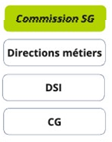 Commission SG
Directions métiers
DSI
CG